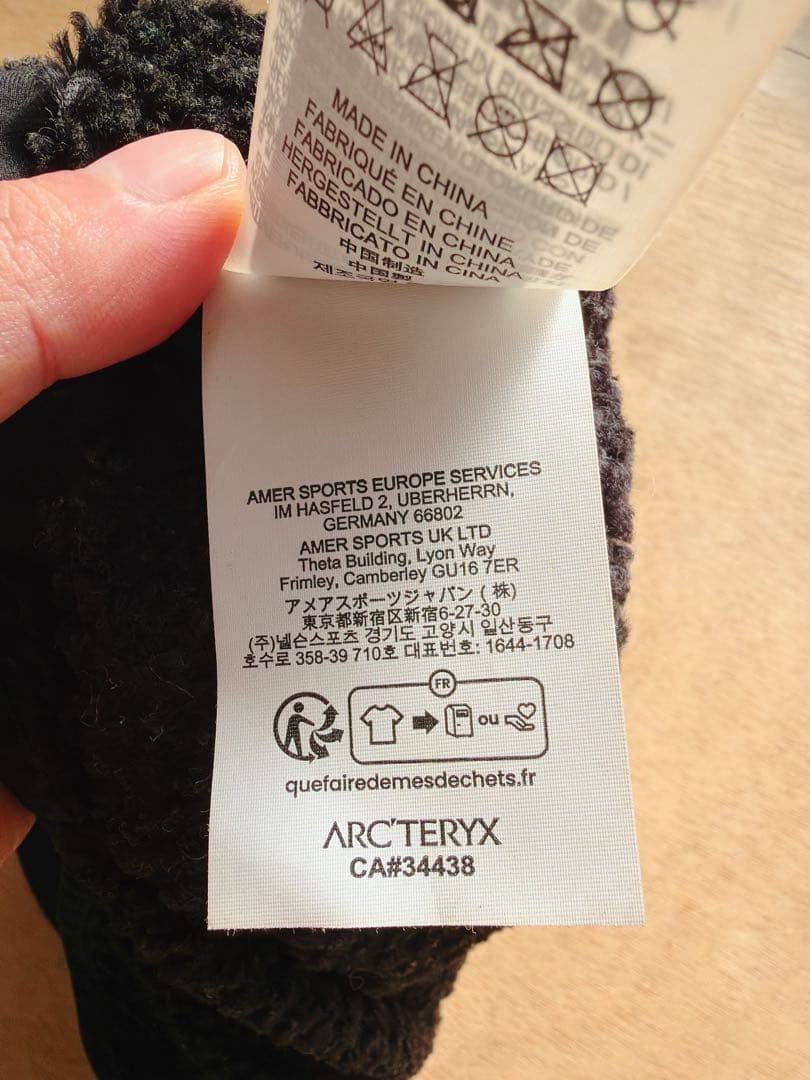 MADE IN CHINA
FABRIQUÉ EN CHINE
FABRICADO EN CHINA
HERGESTELLT IN CHINA
FABBRICATO IN CINA
中国制造
中国製
AMER SPORTS EUROPE SERVICES
IM HASFELD 2, UBERHERRN,
GERMANY 66802
AMER SPORTS UK LTD
Theta Building, Lyon Way
Frimley, Camberley GU16 7ER
アメアスポーツジャパン (株)
東京都新宿区新宿6-27-30
(주)넬슨스포츠 경기도 고양시 일산동구
호수로 358-39 710호 대표번호: 1644-1708
FR
ou
quefairedemesdechets.fr
ARC'TERYX
CA#34438